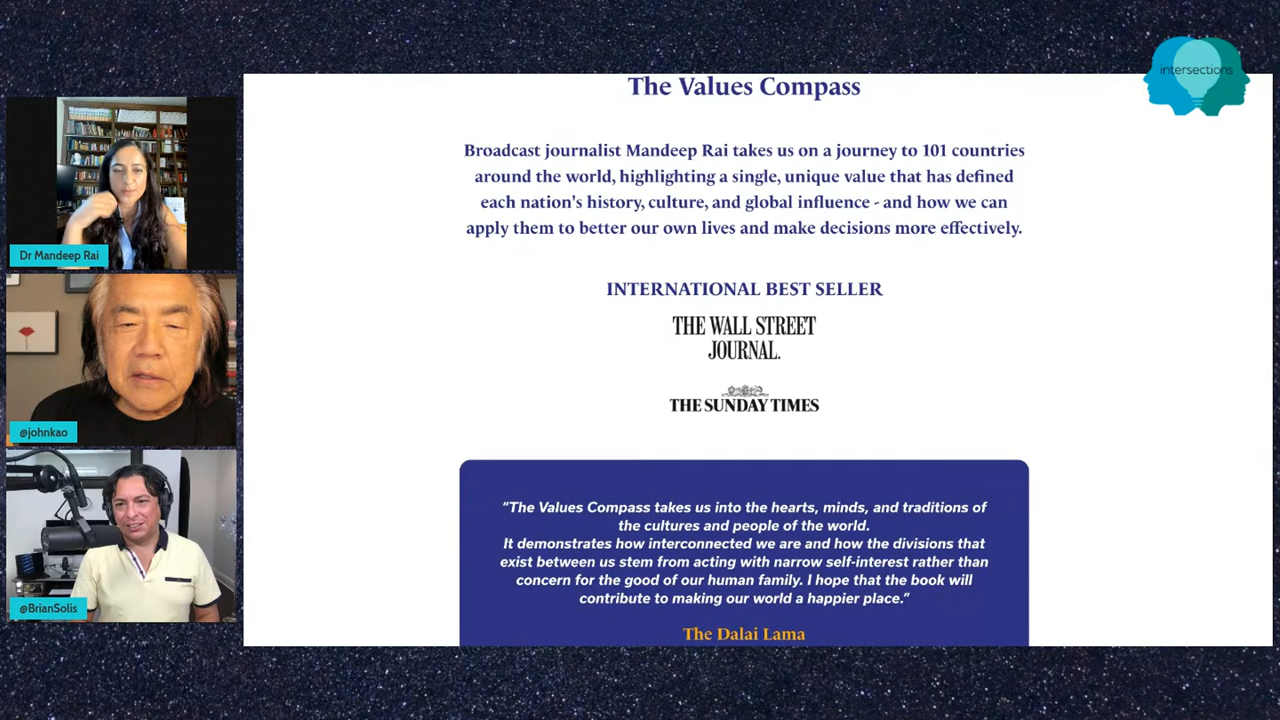 intersections
The Values Compass
Broadcast journalist Mandeep Rai takes us on a journey to 101 countries
around the world, highlighting a single, unique value that has defined
each nation's history, culture, and global influence - and how we can
apply them to better our own lives and make decisions more effectively.
INTERNATIONAL BEST SELLER
THE WALL STREET
JOURNAL.
THE SUNDAY TIMES
“The Values Compass takes us into the hearts, minds, and traditions of
the cultures and people of the world.
It demonstrates how interconnected we are and how the divisions that
exist between us stem from acting with narrow self-interest rather than
concern for the good of our human family. I hope that the book will
contribute to making our world a happier place.”
The Dalai Lama
Dr Mandeep Rai
@johnkao
@BrianSolis